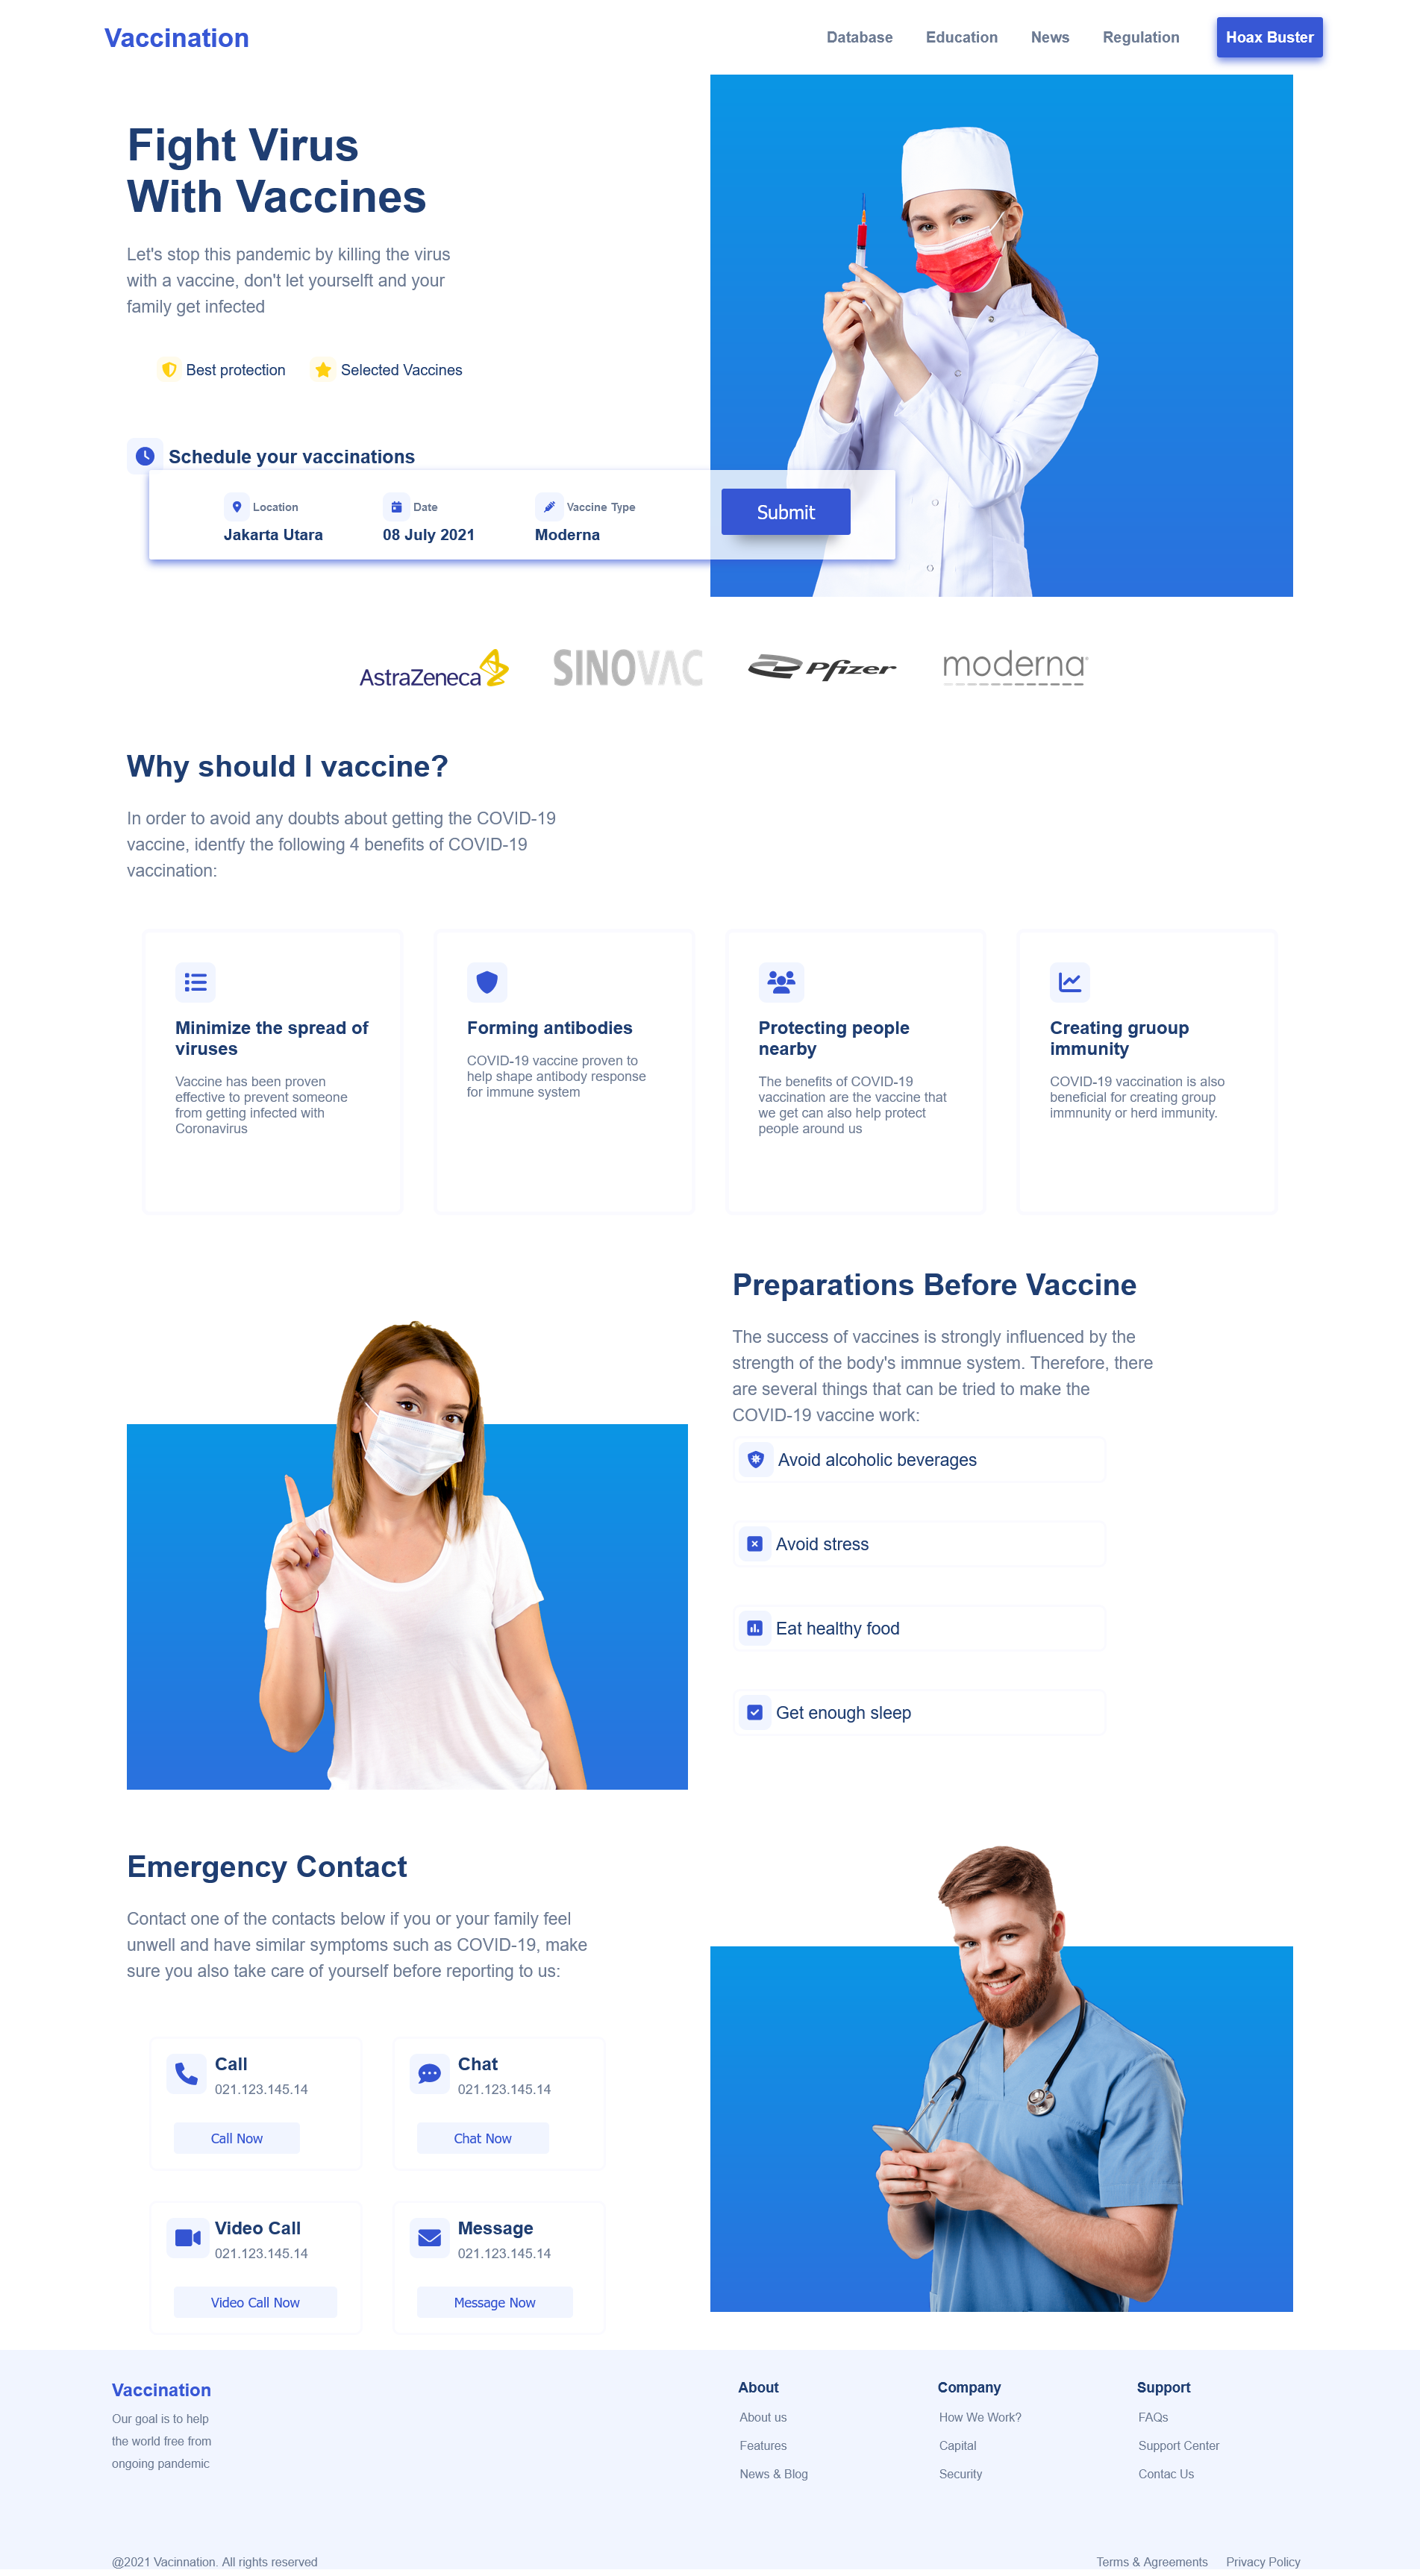 Vaccination
Database Education News Regulation Hoax Buster
Fight Virus
With Vaccines
Let's stop this pandemic by killing the virus
with a vaccine, don't let yourselft and your
family get infected
Best protection Selected Vaccines
Schedule your vaccinations
Location Date Vaccine Type
Jakarta Utara 08 July 2021 Moderna
Submit
AstraZeneca SINOVAC Pfizer moderna
Why should I vaccine?
In order to avoid any doubts about getting the COVID-19
vaccine, identfy the following 4 benefits of COVID-19
vaccination:
Minimize the spread of
viruses
Vaccine has been proven
effective to prevent someone
from getting infected with
Coronavirus
Forming antibodies
COVID-19 vaccine proven to
help shape antibody response
for immune system
Protecting people
nearby
The benefits of COVID-19
vaccination are the vaccine that
we get can also help protect
people around us
Creating gruoup
immunity
COVID-19 vaccination is also
beneficial for creating group
immnunity or herd immunity.
Preparations Before Vaccine
The success of vaccines is strongly influenced by the
strength of the body's immnue system. Therefore, there
are several things that can be tried to make the
COVID-19 vaccine work:
Avoid alcoholic beverages
Avoid stress
Eat healthy food
Get enough sleep
Emergency Contact
Contact one of the contacts below if you or your family feel
unwell and have similar symptoms such as COVID-19, make
sure you also take care of yourself before reporting to us:
Call
021.123.145.14
Call Now
Chat
021.123.145.14
Chat Now
Video Call
021.123.145.14
Video Call Now
Message
021.123.145.14
Message Now
Vaccination
Our goal is to help
the world free from
ongoing pandemic
About
About us
Features
News & Blog
Company
How We Work?
Capital
Security
Support
FAQs
Support Center
Contac Us
@2021 Vacinnation. All rights reserved
Terms & Agreements Privacy Policy